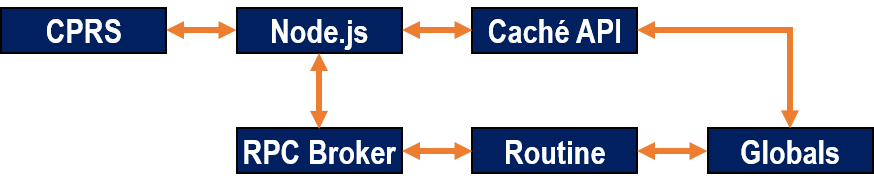 CPRS
Node.js
Caché API
RPC Broker
Routine
Globals